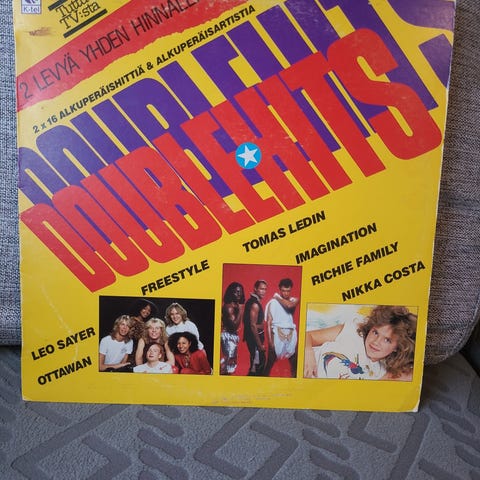 K-tel
Tuttu
TV:stä
2 LEVYÄ YHDEN HINNALLA
2 x 16 ALKUPERÄISHITTIÄ & ALKUPERÄISARTISTIA
DOUBLEHITS!
DOUBLEHITS
TOMAS LEDIN
FREESTYLE
IMAGINATION
RICHIE FAMILY
NIKKA COSTA
LEO SAYER
OTTAWAN